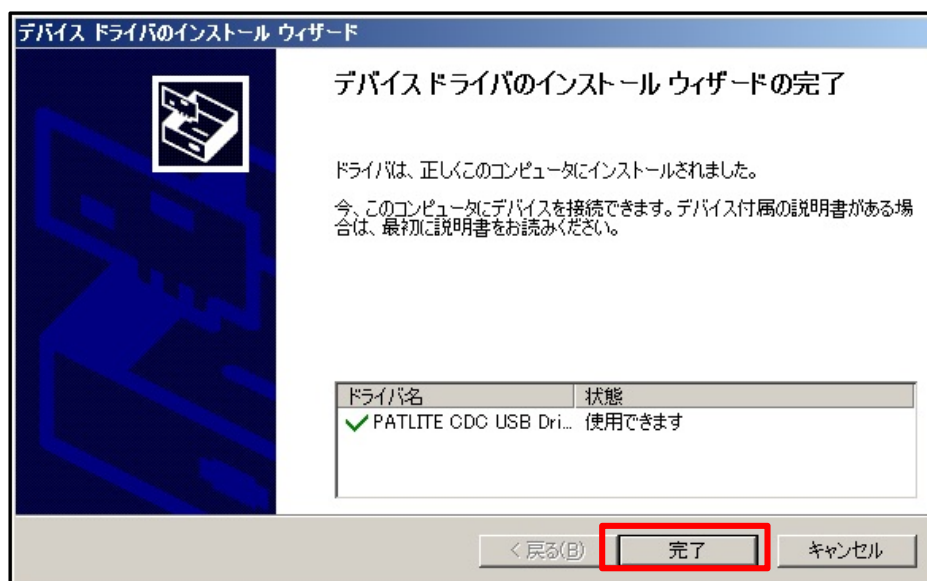 デバイス ドライバのインストール ウィザード
デバイス ドライバのインストール ウィザードの完了
ドライバは、正しくこのコンピュータにインストールされました。
今、このコンピュータにデバイスを接続できます。デバイス付属の説明書がある場
合は、最初に説明書をお読みください。
ドライバ名 状態
PATLITE CDC USB Dri... 使用できます
< 戻る(B) 完了 キャンセル